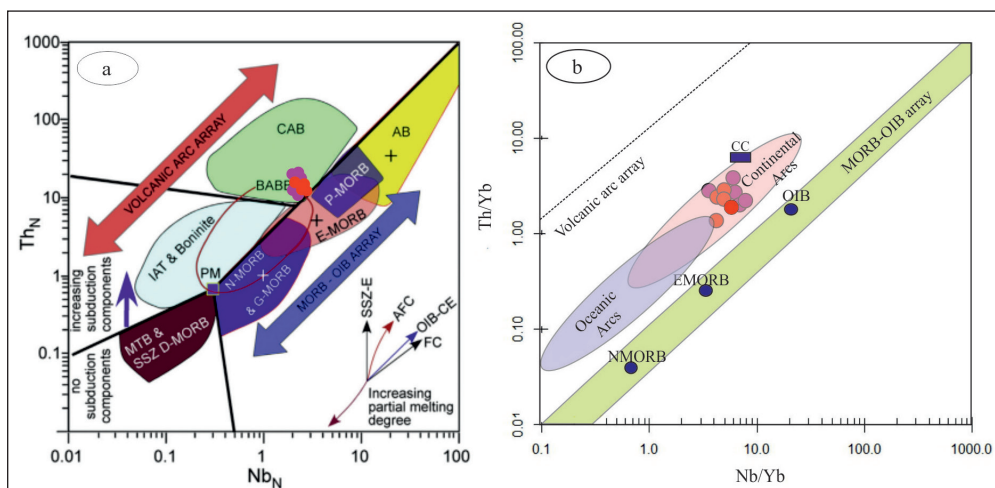 a
1000
100
10
1
0.1
0.01
Th_N
0.01
0.1
1
10
100
Nb_N
VOLCANIC ARC ARRAY
CAB
AB
BABB
P-MORB
E-MORB
IAT & Boninite
PM
N-MORB
& G-MORB
MORB - OIB ARRAY
MTB &
SSZ D-MORB
increasing
subduction
components
no
subduction
components
SSZ-E
AFC
OIB-CE
FC
Increasing
partial melting
degree
b
100.00
10.00
1.00
0.10
0.01
Th/Yb
0.1
1.0
10.0
100.0
1000.0
Nb/Yb
Volcanic arc array
CC
Continental
Ares
MORB-OIB array
OIB
EMORB
Oceanic
Arcs
NMORB